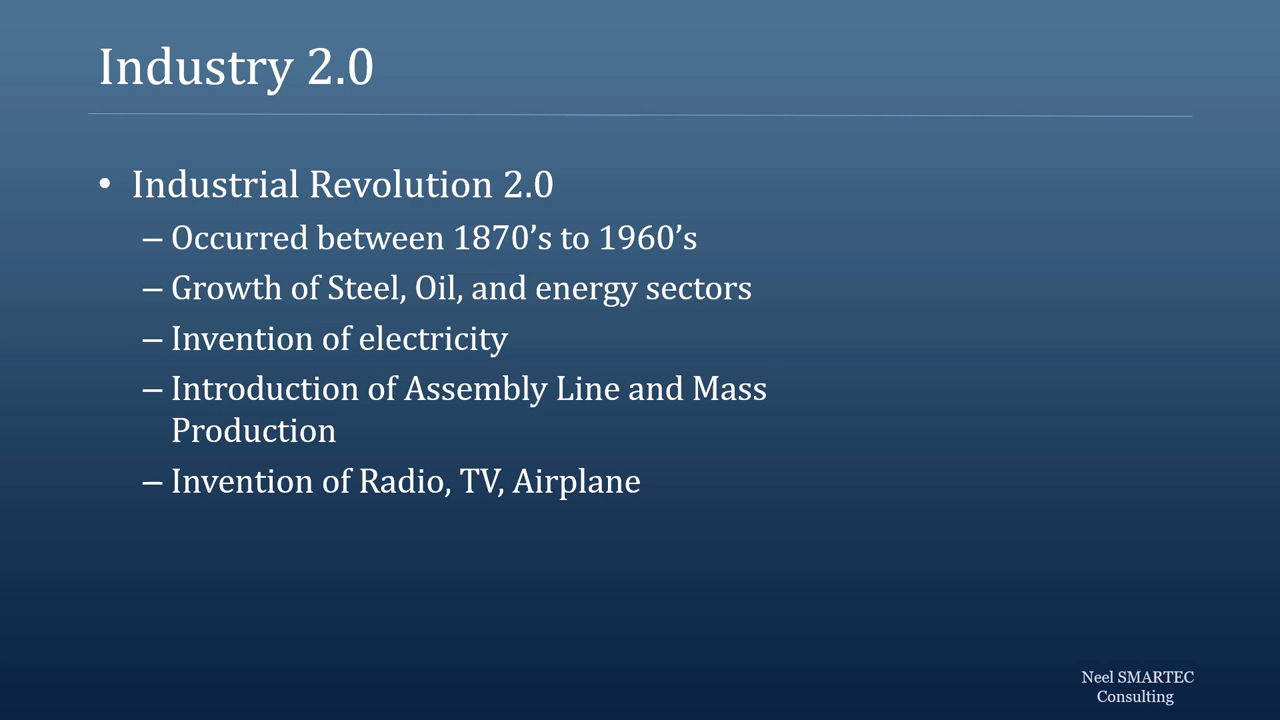 Industry 2.0
• Industrial Revolution 2.0
– Occurred between 1870’s to 1960’s
– Growth of Steel, Oil, and energy sectors
– Invention of electricity
– Introduction of Assembly Line and Mass
Production
– Invention of Radio, TV, Airplane
Neel SMARTEC
Consulting